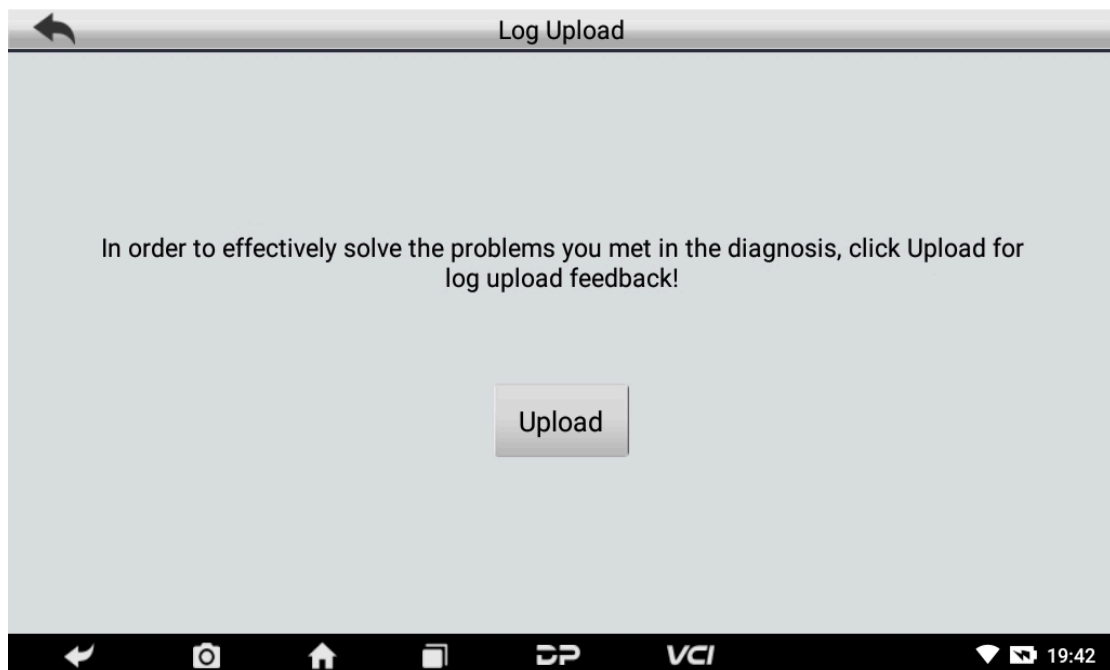 Log Upload
In order to effectively solve the problems you met in the diagnosis, click Upload for
log upload feedback!
Upload
DP VCI 19:42